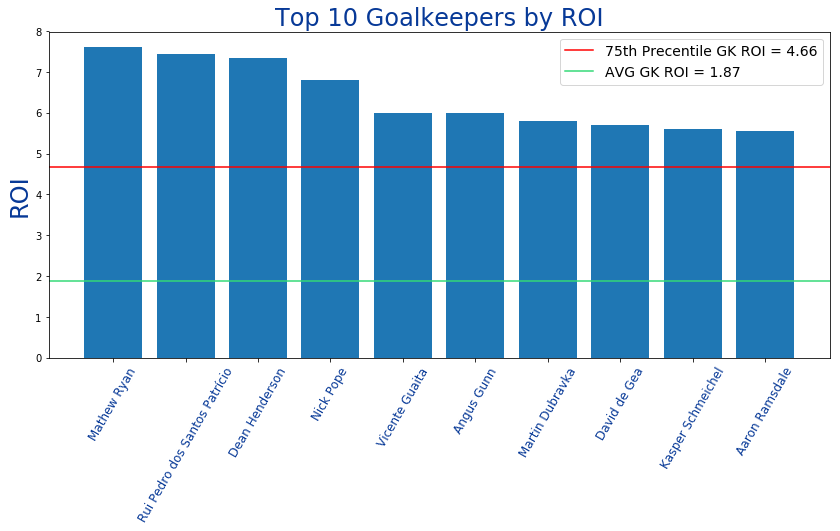 Top 10 Goalkeepers by ROI
75th Precentile GK ROI = 4.66
AVG GK ROI = 1.87
ROI
8
7
6
5
4
3
2
1
0
Mathew Ryan
Rui Pedro dos Santos Patrício
Dean Henderson
Nick Pope
Vicente Guaita
Angus Gunn
Martin Dubravka
David de Gea
Kasper Schmeichel
Aaron Ramsdale